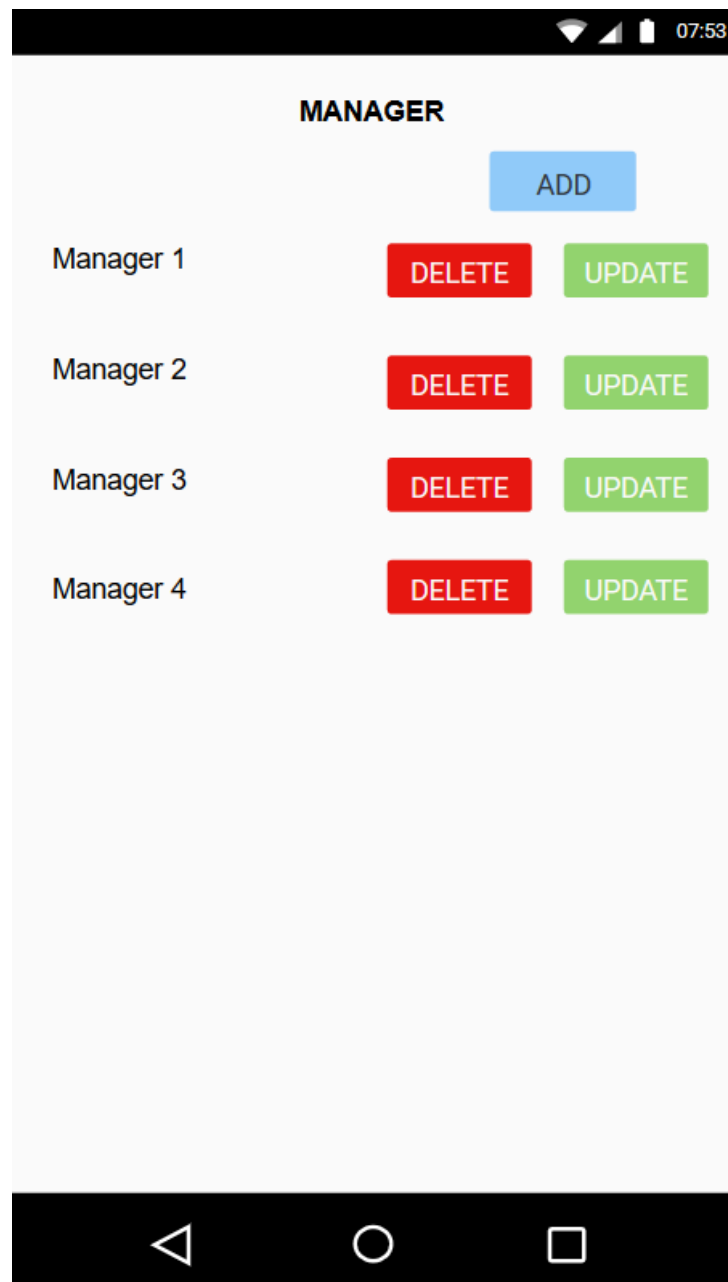 07:53
MANAGER
ADD
Manager 1 DELETE UPDATE
Manager 2 DELETE UPDATE
Manager 3 DELETE UPDATE
Manager 4 DELETE UPDATE